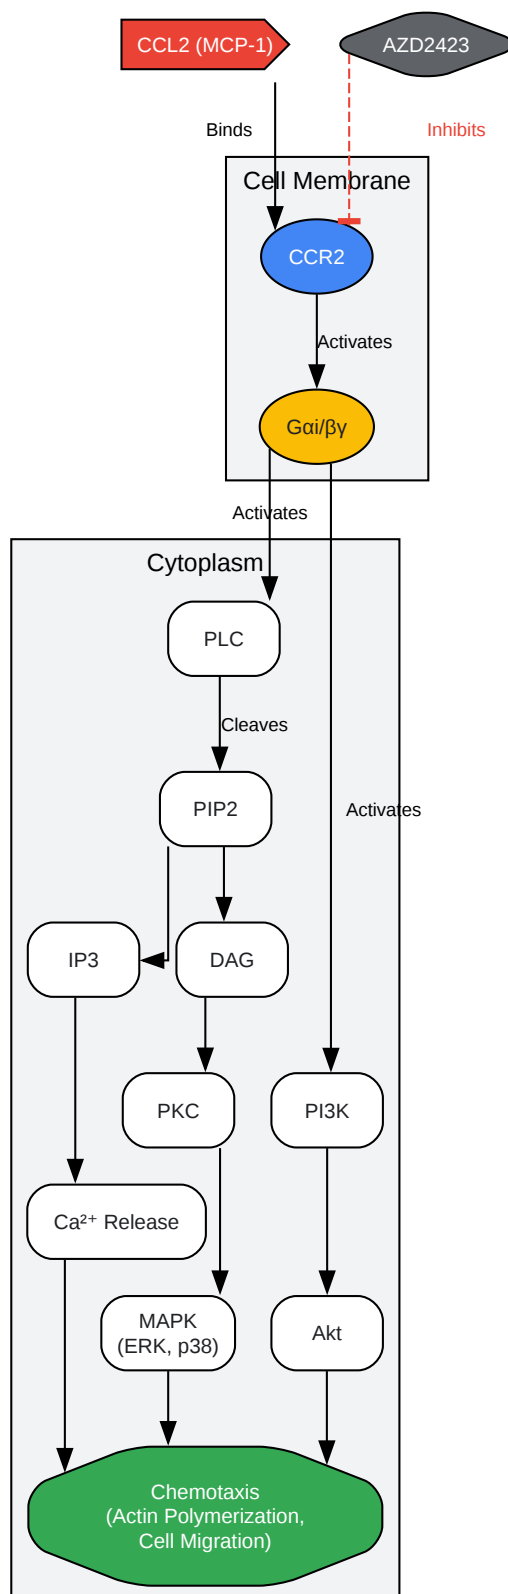 CCL2 (MCP-1)
AZD2423
Binds
Inhibits
Cell Membrane
CCR2
Activates
Gαi/βγ
Activates
Cytoplasm
PLC
Cleaves
PIP2
Activates
IP3
DAG
PKC
PI3K
Ca²⁺ Release
MAPK
(ERK, p38)
Akt
Chemotaxis
(Actin Polymerization,
Cell Migration)